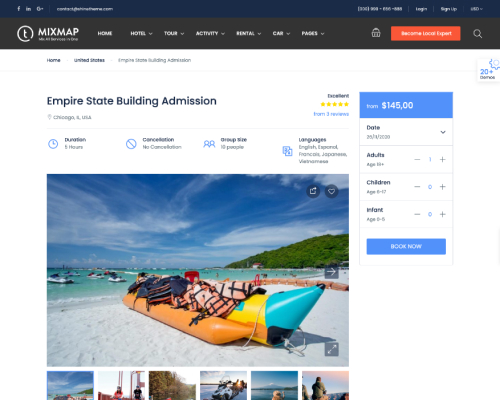 contact@shinetheme.com
(000) 999 - 656 -888
Login
Sign Up
USD
MIXMAP
Mix All Services In One
HOME
HOTEL
TOUR
ACTIVITY
RENTAL
CAR
PAGES
Become Local Expert
Home
United States
Empire State Building Admission
20+
Demos
Empire State Building Admission
Chicago, IL, USA
Excellent
from 3 reviews
Duration
5 Hours
Cancellation
No Cancellation
Group Size
10 people
Languages
English, Espanol,
Francais, Japanese,
Vietnamese
from $145,00
Date
26/11/2020
Adults
Age 18+
1
Children
Age 6-17
0
Infant
Age 0-5
0
BOOK NOW